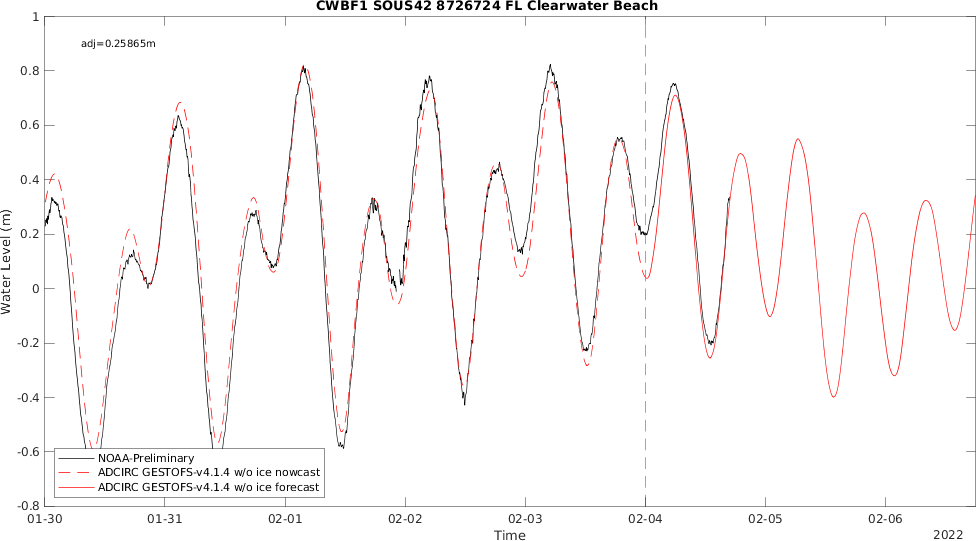 CWBF1 SOUS42 8726724 FL Clearwater Beach
adj=0.25865m
1
0.8
0.6
0.4
0.2
0
-0.2
-0.4
-0.6
-0.8
Water Level (m)
NOAA-Preliminary
ADCIRC GESTOFS-v4.1.4 w/o ice nowcast
ADCIRC GESTOFS-v4.1.4 w/o ice forecast
01-30 01-31 02-01 02-02 02-03 02-04 02-05 02-06
Time
2022